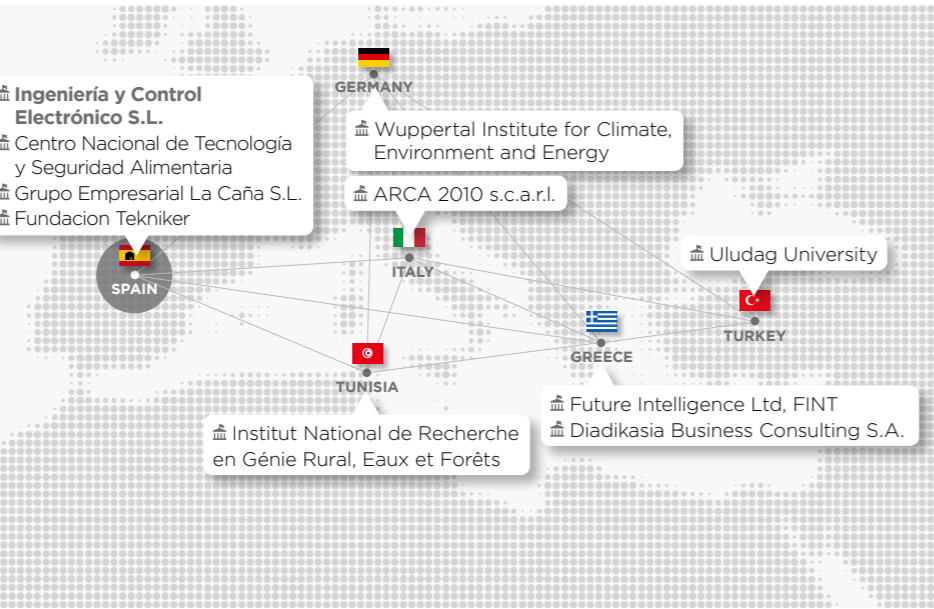 GERMANY
Ingeniería y Control
Electrónico S.L.
Centro Nacional de Tecnología
y Seguridad Alimentaria
Grupo Empresarial La Caña S.L.
Fundacion Tekniker
Wuppertal Institute for Climate,
Environment and Energy
ARCA 2010 s.c.a.r.l.
Uludag University
ITALY
SPAIN
TURKEY
GREECE
TUNISIA
Future Intelligence Ltd, FINT
Diadikasia Business Consulting S.A.
Institut National de Recherche
en Génie Rural, Eaux et Forêts